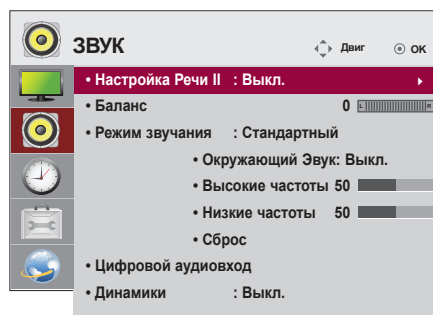 ЗВУК Двиг ОК
• Настройка Речи II : Выкл.
• Баланс 0 L R
• Режим звучания : Стандартный
• Окружающий Эвук: Выкл.
• Высокие частоты 50
• Низкие частоты 50
• Сброс
• Цифровой аудиовход
• Динамики : Выкл.